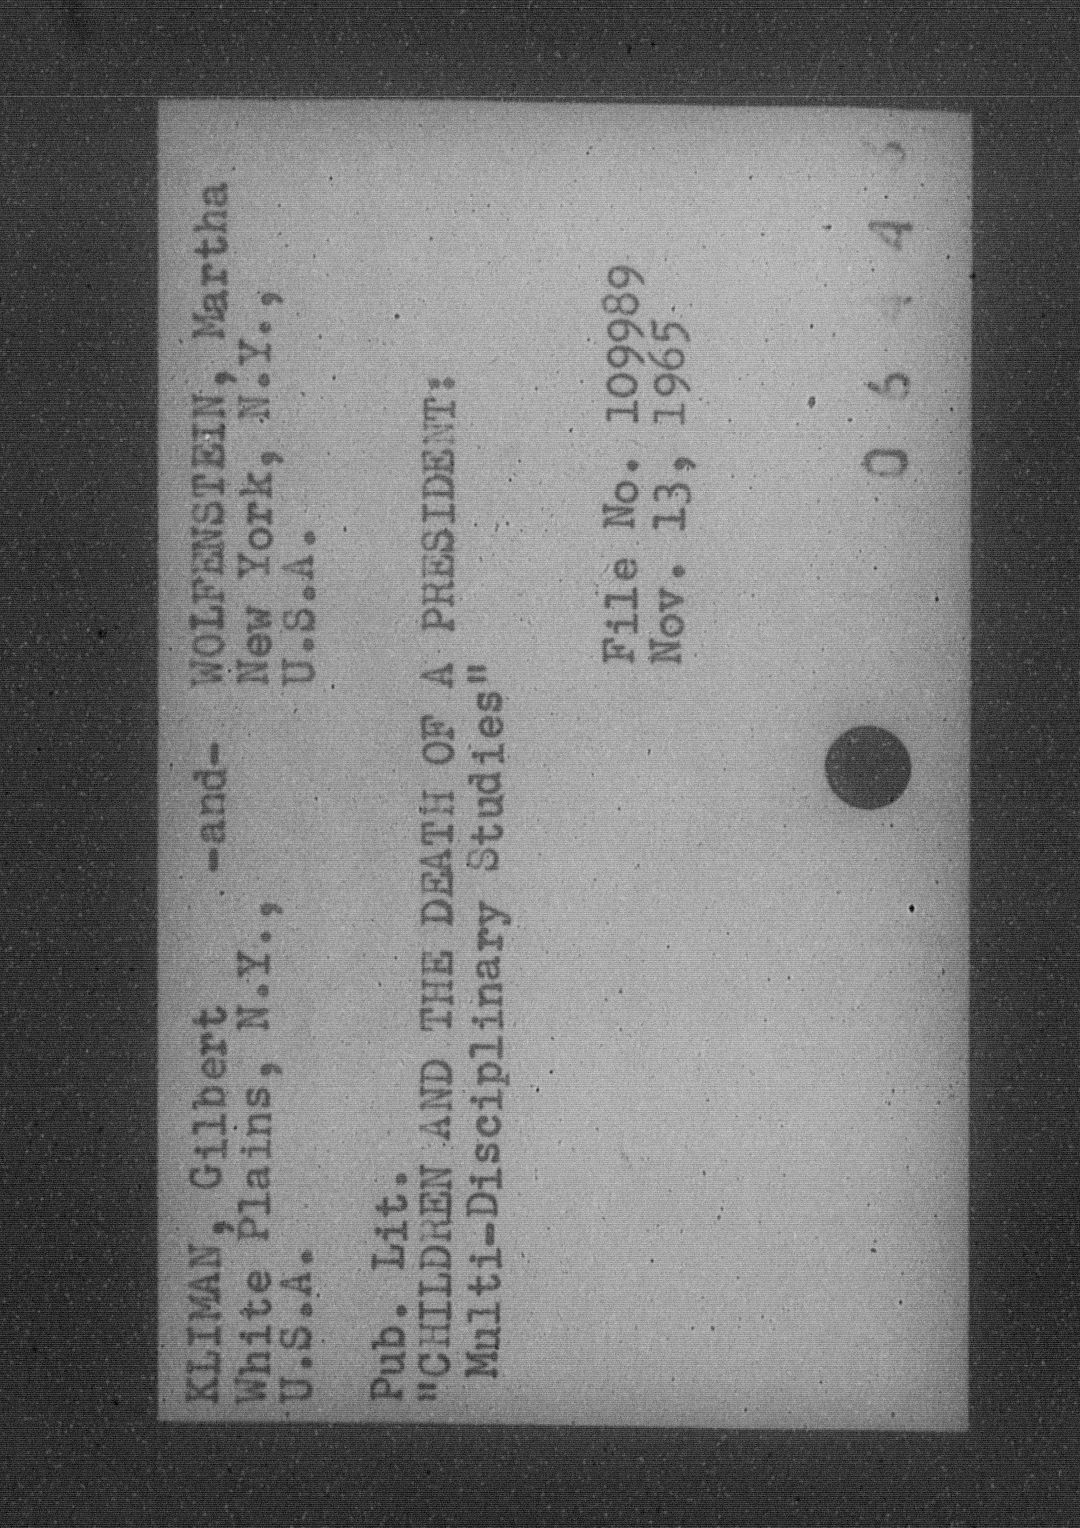 KLIMAN, Gilbert -and- WOLFENSTEIN, Martha
White Plains, N.Y., New York, N.Y.,
U.S.A. U.S.A.
Pub. Lit.
"CHILDREN AND THE DEATH OF A PRESIDENT:
Multi-Disciplinary Studies"
File No. 109989
Nov. 13, 1965